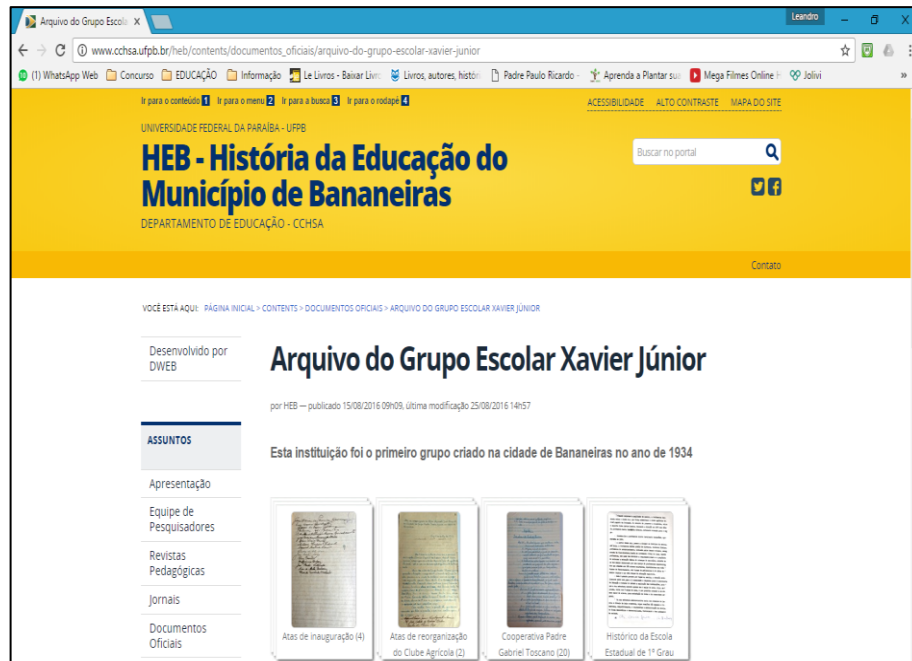 Arquivo do Grupo Escola
Leandro
www.cchsa.ufpb.br/heb/contents/documentos_oficiais/arquivo-do-grupo-escolar-xavier-junior
(1) WhatsApp Web Concurso EDUCAÇÃO Informação Le Livros - Baixar Livr Livros, autores, histór Padre Paulo Ricardo - Aprenda a Plantar sua Mega Filmes Online H Jolivi »
Ir para o conteúdo 1 Ir para o menu 2 Ir para a busca 3 Ir para o rodapé 4
ACESSIBILIDADE ALTO CONTRASTE MAPA DO SITE
UNIVERSIDADE FEDERAL DA PARAÍBA - UFPB
HEB - História da Educação do
Município de Bananeiras
Buscar no portal
DEPARTAMENTO DE EDUCAÇÃO - CCHSA
Contato
VOCÊ ESTÁ AQUI: PÁGINA INICIAL > CONTENTS > DOCUMENTOS OFICIAIS > ARQUIVO DO GRUPO ESCOLAR XAVIER JÚNIOR
Desenvolvido por
DWEB
ASSUNTOS
Apresentação
Equipe de
Pesquisadores
Revistas
Pedagógicas
Jornais
Documentos
Oficiais
Arquivo do Grupo Escolar Xavier Júnior
por HEB — publicado 15/08/2016 09h09, última modificação 25/08/2016 14h57
Esta instituição foi o primeiro grupo criado na cidade de Bananeiras no ano de 1934
Atas de inauguração (4)
Atas de reorganização
do Clube Agrícola (2)
Cooperativa Padre
Gabriel Toscano (20)
Histórico da Escola
Estadual de 1º Grau